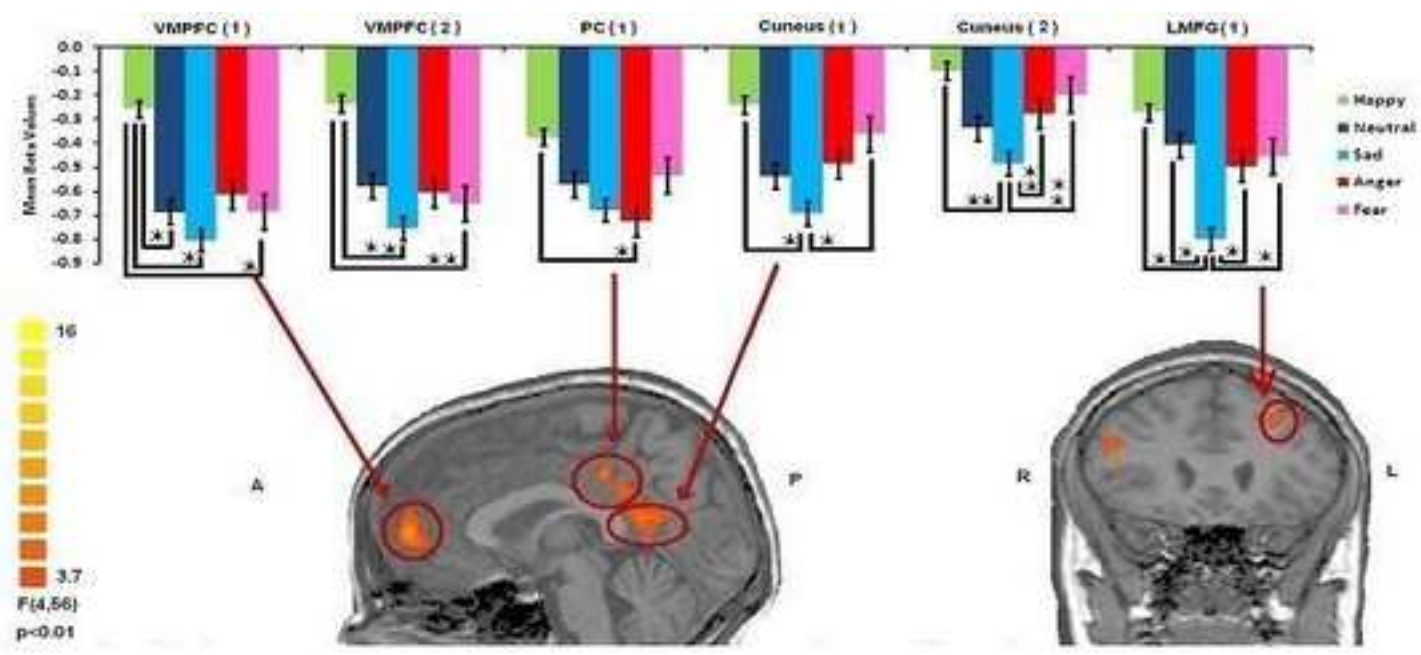 VMPFC (1) VMPFC (2) PC (1) Cuneus (1) Cuneus (2) LMFG (1)
0.0
-0.1
-0.2
-0.3
-0.4
-0.5
-0.6
-0.7
-0.8
-0.9
Mean Beta Values
Happy
Neutral
Sad
Anger
Fear
16
A
P
R
L
3.7
F(4,56)
p<0.01